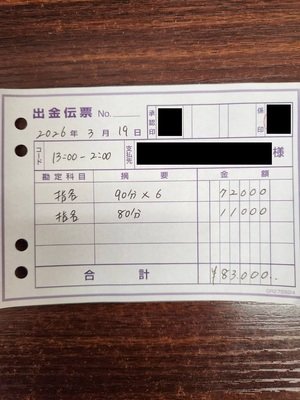 出金伝票 No.
承認印 係印
2026年 3月 19日
コード 13:00-2:00 支払先 様
勘定科目 摘要 金額
指名 90分×6 72000
指名 80分 11000
合計 ¥83000.